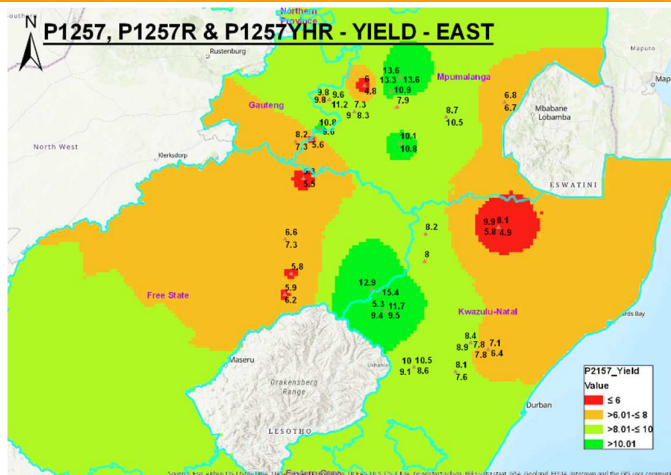 Northern
Province
N
P1257, P1257R & P1257YHR - YIELD - EAST
Rustenburg
Maputo
Map
13.6
6
13.3
13.6
Mpumalanga
4.8
10.9
9.8
9.6
6.8
9.8
11.2
7.3
7.9
6.7
Gauteng
9
8.3
8.7
Mbabane
Lobamba
10.5
8.2
10.1
7.3
5.6
10.8
North West
Klerksdorp
5.5
ESWATINI
9.9
8.1
5.8
4.9
6.6
8.2
7.3
8
5.8
12.9
5.9
15.4
Free State
6.2
5.3
11.7
Kwazulu-Natal
9.4
9.5
rds Bay
8.4
7.1
8.9
7.8
7.8
6.4
Maseru
10
10.5
8.1
Ukhahlamba
9.1
8.6
7.6
P2157_Yield
Value
≤ 6
>6.01-≤ 8
>8.01-≤ 10
>10.01
Drakensberg
Range
Durban
LESOTHO